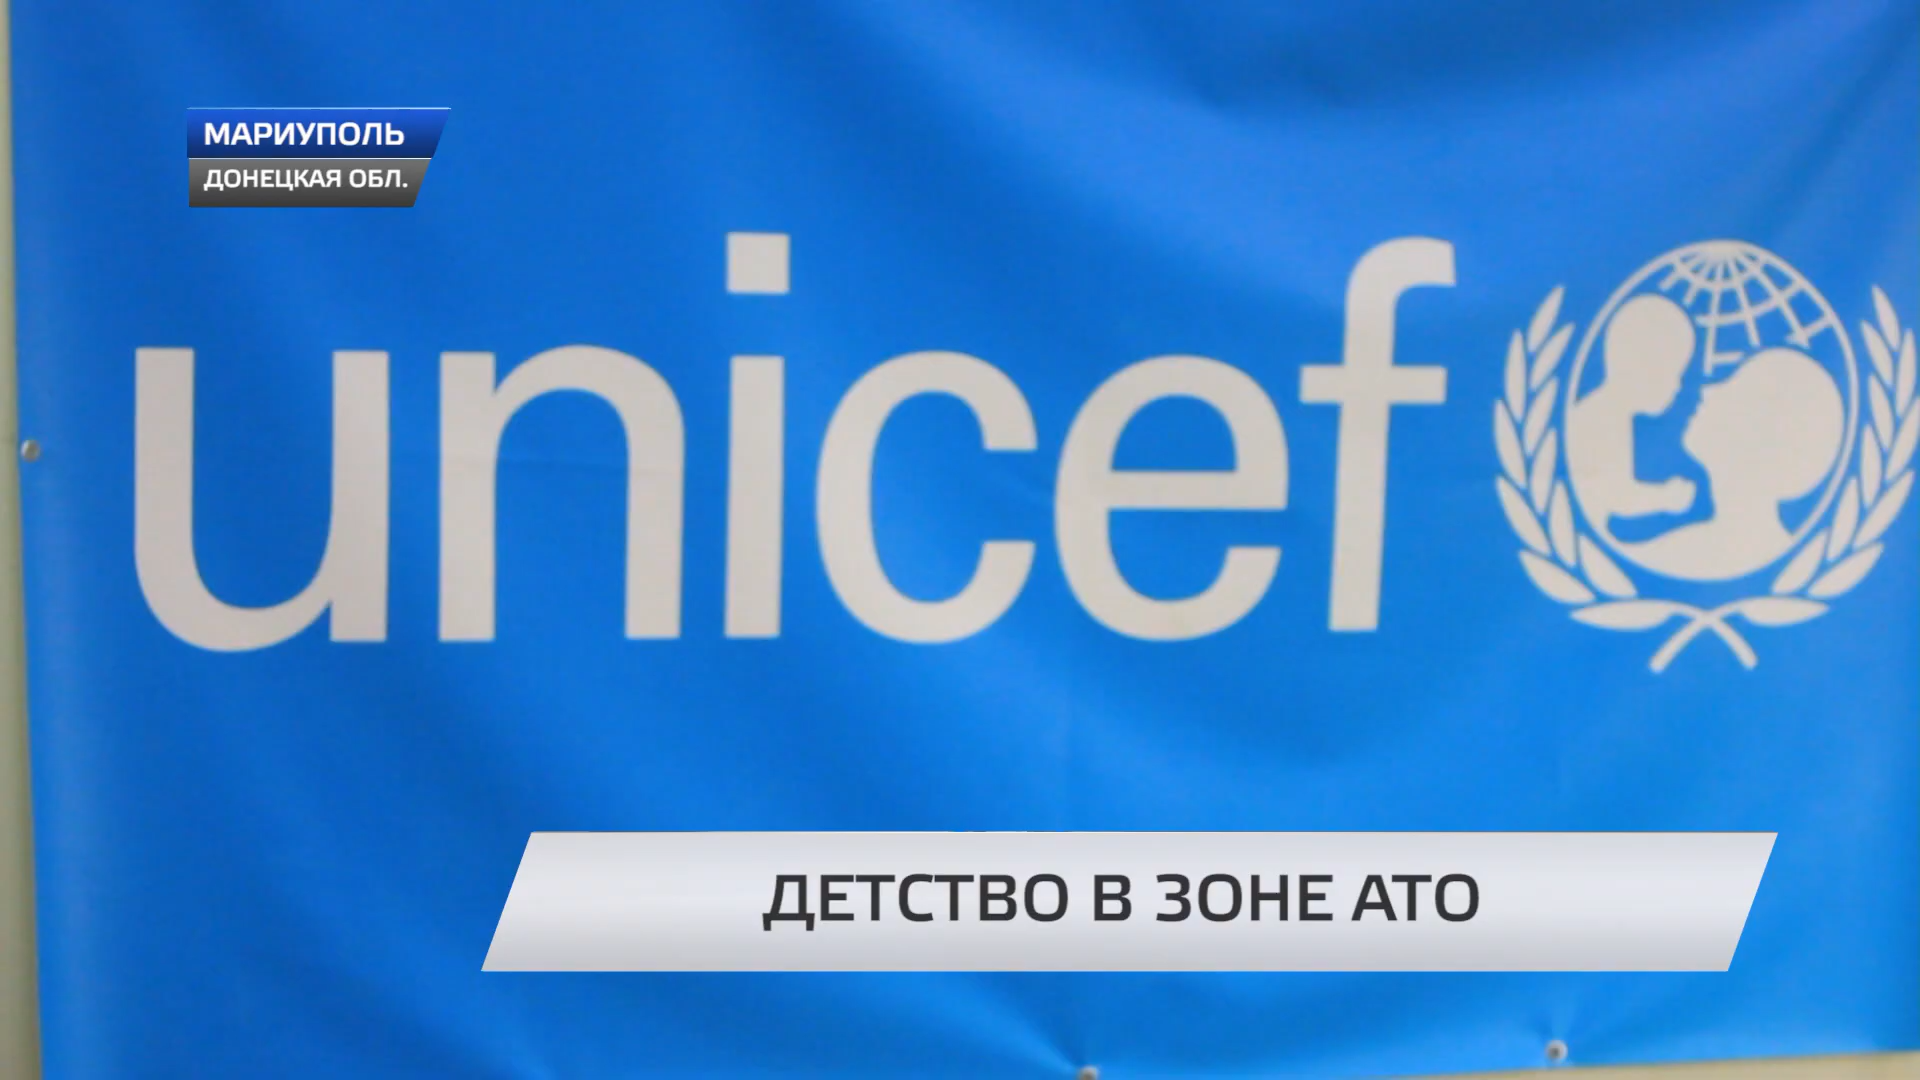 МАРИУПОЛЬ
ДОНЕЦКАЯ ОБЛ.
unicef
ДЕТСТВО В ЗОНЕ АТО